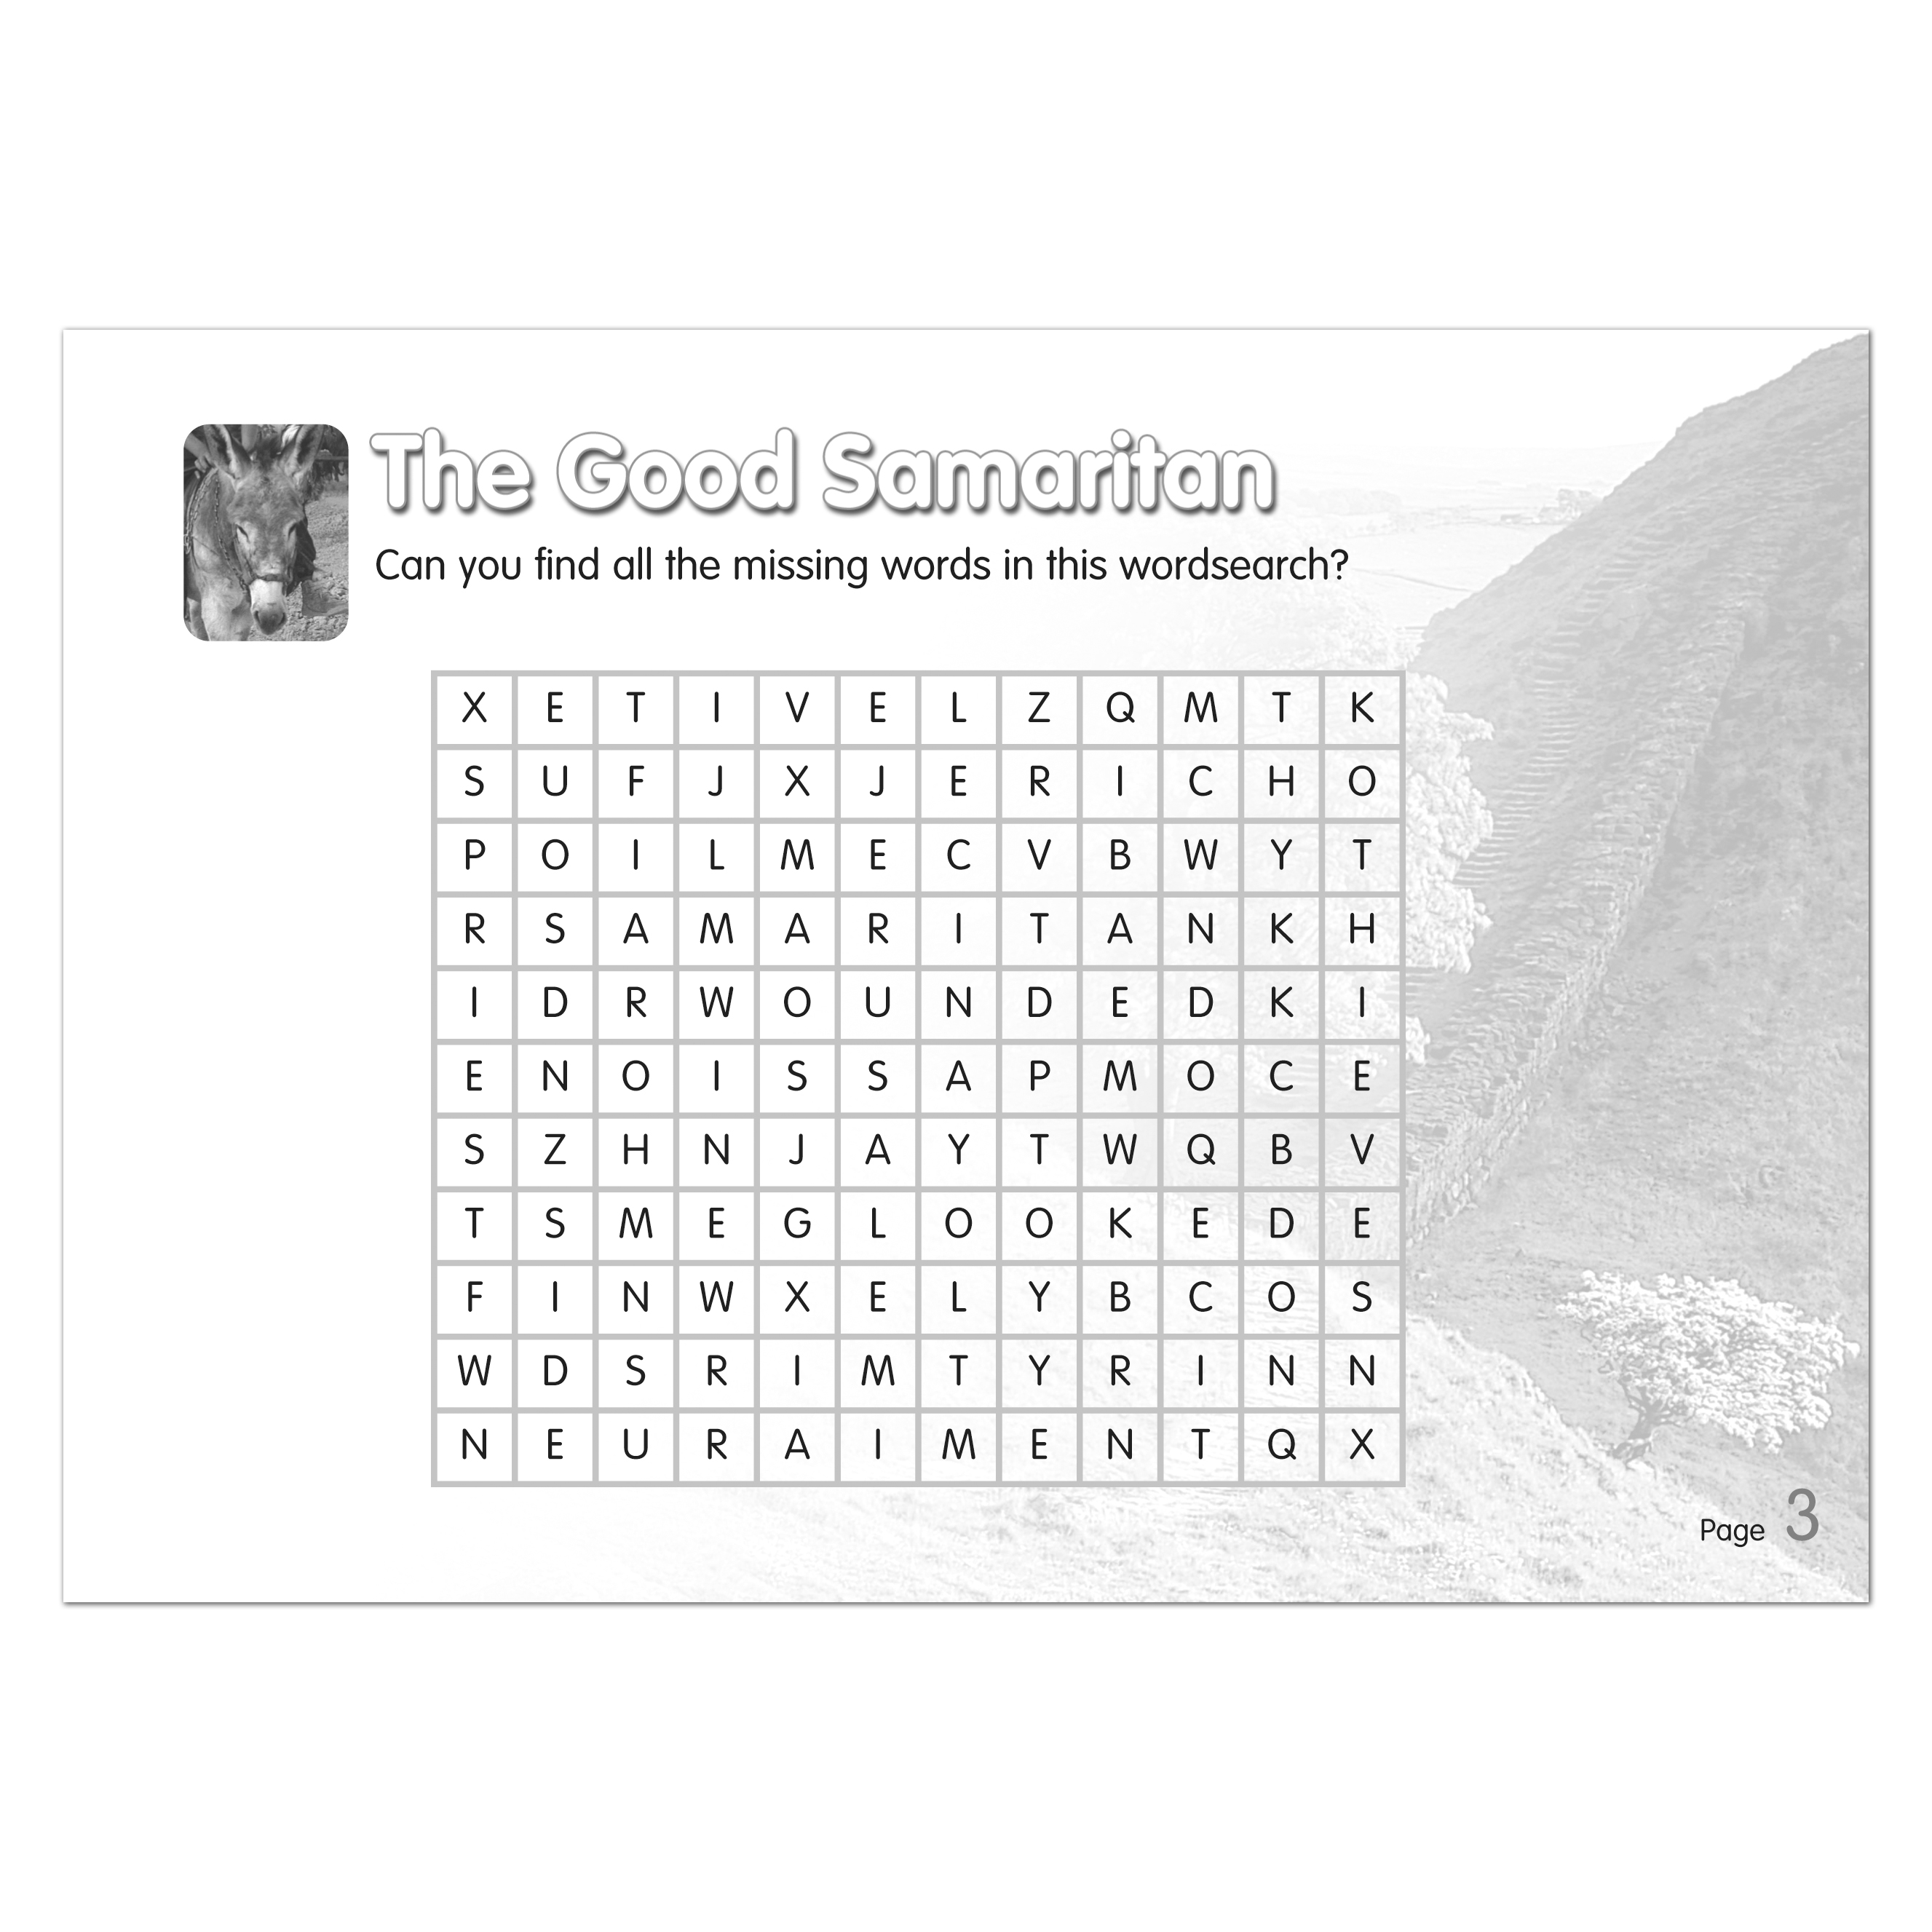 The Good Samaritan
Can you find all the missing words in this wordsearch?
X E T I V E L Z Q M T K
S U F J X J E R I C H O
P O I L M E C V B W Y T
R S A M A R I T A N K H
I D R W O U N D E D K I
E N O I S S A P M O C E
S Z H N J A Y T W Q B V
T S M E G L O O K E D E
F I N W X E L Y B C O S
W D S R I M T Y R I N N
N E U R A I M E N T Q X
Page 3